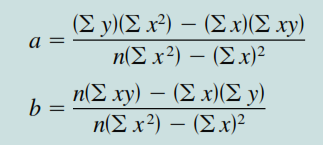 a = (Σ y)(Σ x²) − (Σ x)(Σ xy) / n(Σ x²) − (Σ x)²
b = n(Σ xy) − (Σ x)(Σ y) / n(Σ x²) − (Σ x)²